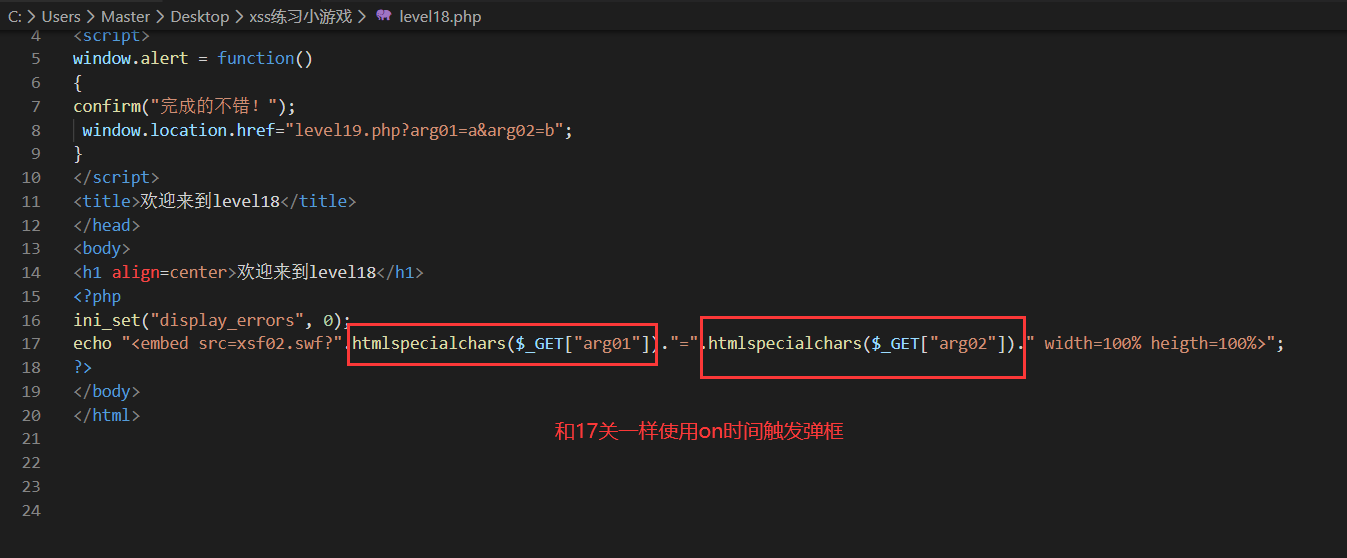 C: > Users > Master > Desktop > xss练习小游戏 > level18.php
4 <script>
5 window.alert = function()
6 {
7 confirm("完成的不错！");
8  window.location.href="level19.php?arg01=a&arg02=b";
9 }
10 </script>
11 <title>欢迎来到level18</title>
12 </head>
13 <body>
14 <h1 align=center>欢迎来到level18</h1>
15 <?php
16 ini_set("display_errors", 0);
17 echo "<embed src=xsf02.swf?".htmlspecialchars($_GET["arg01"])."=".htmlspecialchars($_GET["arg02"])." width=100% heigth=100%>";
18 ?>
19 </body>
20 </html>
21
22
23
24
和17关一样使用on时间触发弹框